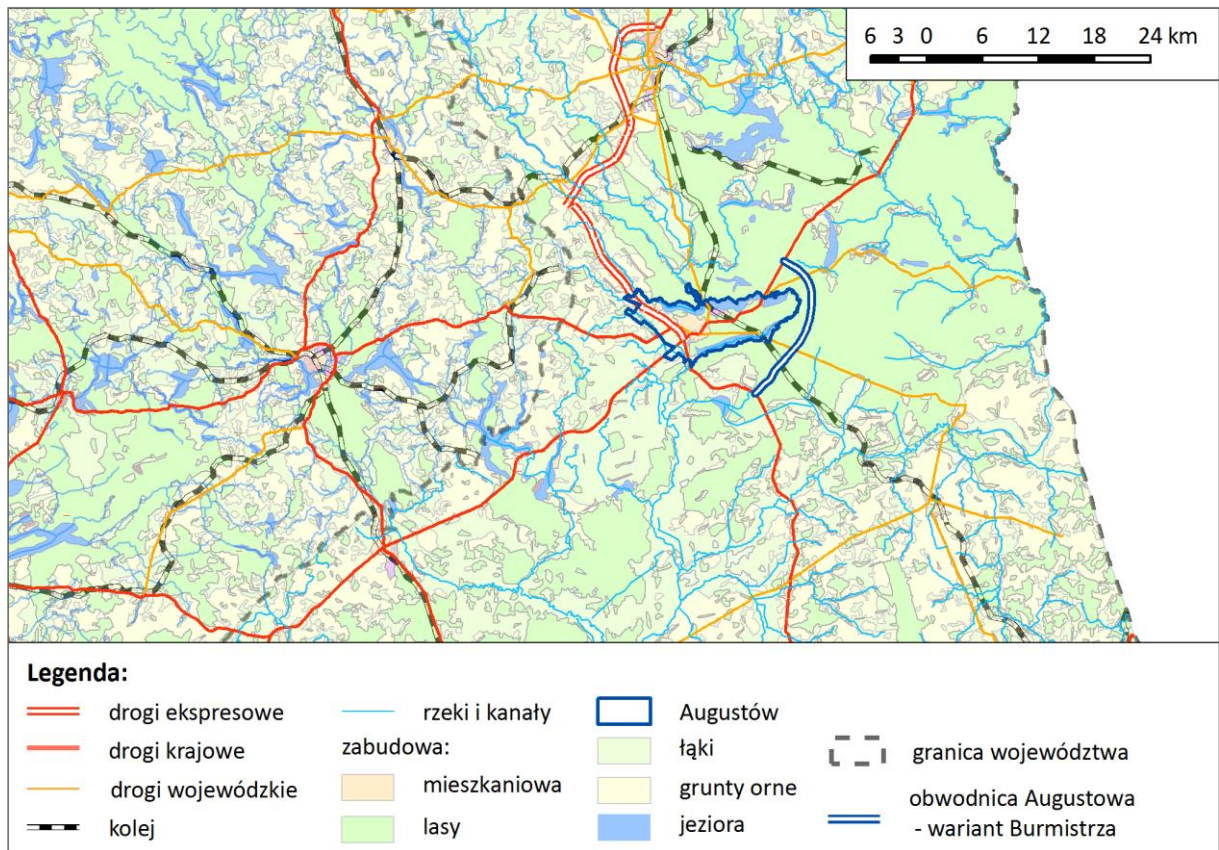 6 3 0 6 12 18 24 km
Legenda:
drogi ekspresowe
drogi krajowe
drogi wojewódzkie
kolej
rzeki i kanały
zabudowa:
mieszkaniowa
lasy
Augustów
łąki
grunty orne
jeziora
granica województwa
obwodnica Augustowa
- wariant Burmistrza